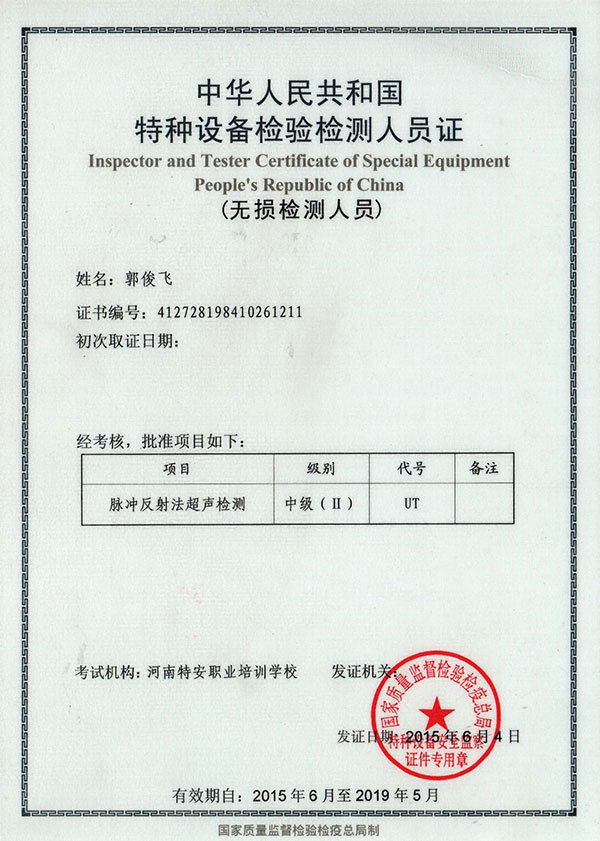 中华人民共和国
特种设备检验检测人员证
Inspector and Tester Certificate of Special Equipment
People's Republic of China
(无损检测人员)
姓名：郭俊飞
证书编号：412728198410261211
初次取证日期：
经考核，批准项目如下：
项目 级别 代号 备注
脉冲反射法超声检测 中级(Ⅱ) UT
考试机构：河南特安职业培训学校 发证机关：
国家质量监督检验检疫总局
发证日期：2015年6月4日
特种设备安全监察
证件专用章
有效期自：2015年6月至2019年5月
国家质量监督检验检疫总局制